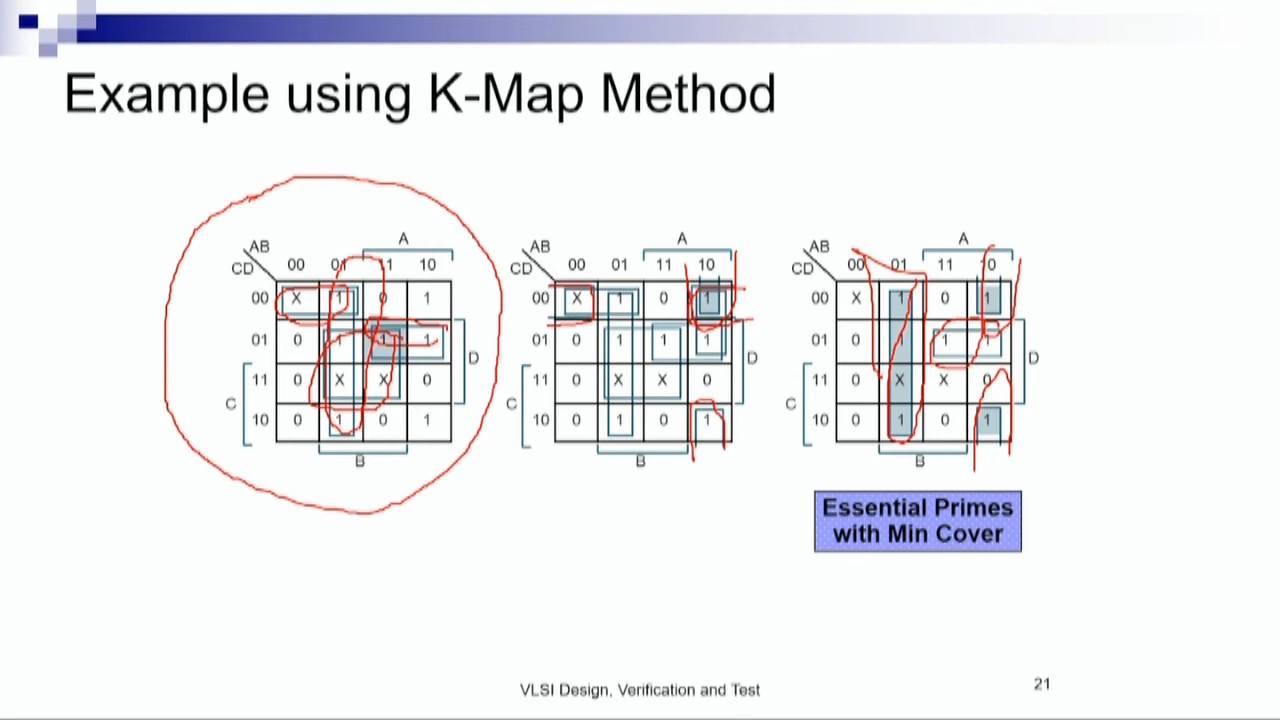 Example using K-Map Method
A A A
AB AB AB
CD 00 01 11 10 CD 00 01 11 10 CD 00 01 11 10
00 X 1 0 1 00 X 1 0 1 00 X 1 0 1
01 0 1 1 1 D 01 0 1 1 1 D 01 0 1 1 1 D
11 0 X X 0 11 0 X X 0 11 0 X X 0
C C C
10 0 1 0 1 10 0 1 0 1 10 0 1 0 1
B B B
Essential Primes
with Min Cover
VLSI Design, Verification and Test
21